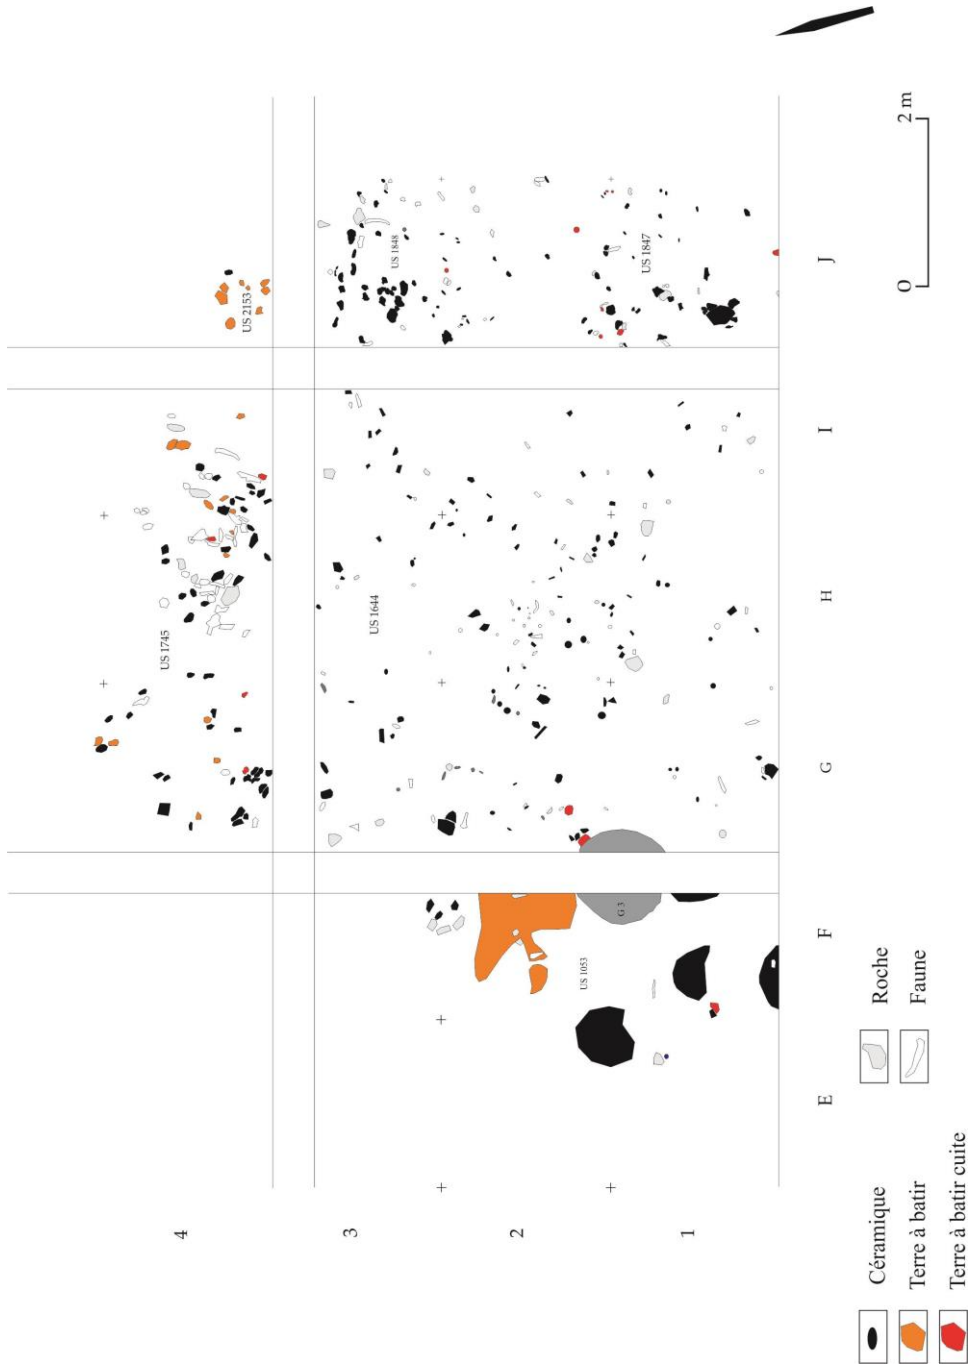 4
3
2
1
E
F
G
H
I
J
US 2153
US 1745
US 1848
US 1644
US 1847
US 1053
G 3
0 2 m
Céramique
Terre à batir
Terre à batir cuite
Roche
Faune